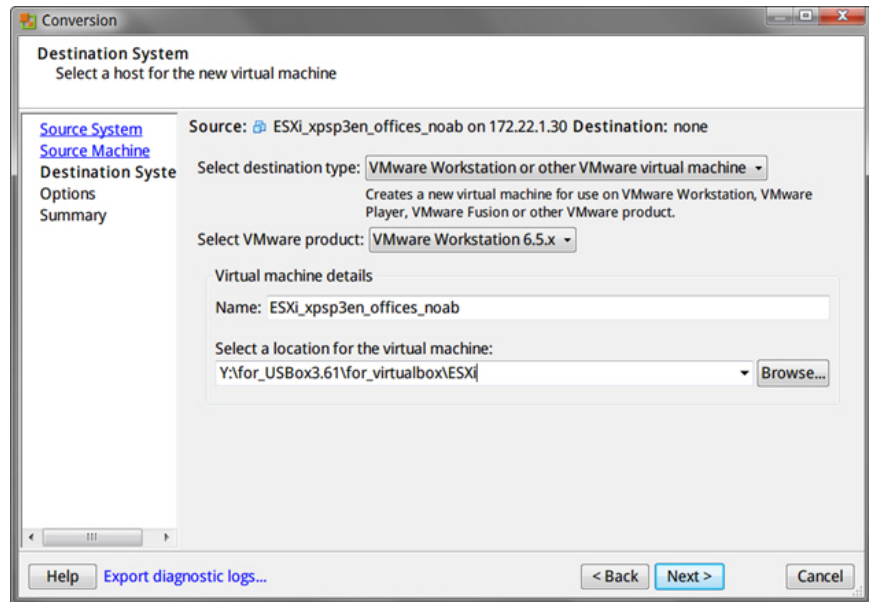 Conversion
Destination System
Select a host for the new virtual machine
Source System
Source Machine
Destination Syste
Options
Summary
Source: ESXi_xpsp3en_offices_noab on 172.22.1.30 Destination: none
Select destination type: VMware Workstation or other VMware virtual machine
Creates a new virtual machine for use on VMware Workstation, VMware
Player, VMware Fusion or other VMware product.
Select VMware product: VMware Workstation 6.5.x
Virtual machine details
Name: ESXi_xpsp3en_offices_noab
Select a location for the virtual machine:
Y:\for_USBox3.61\for_virtualbox\ESXi
Browse...
Help Export diagnostic logs... < Back Next > Cancel